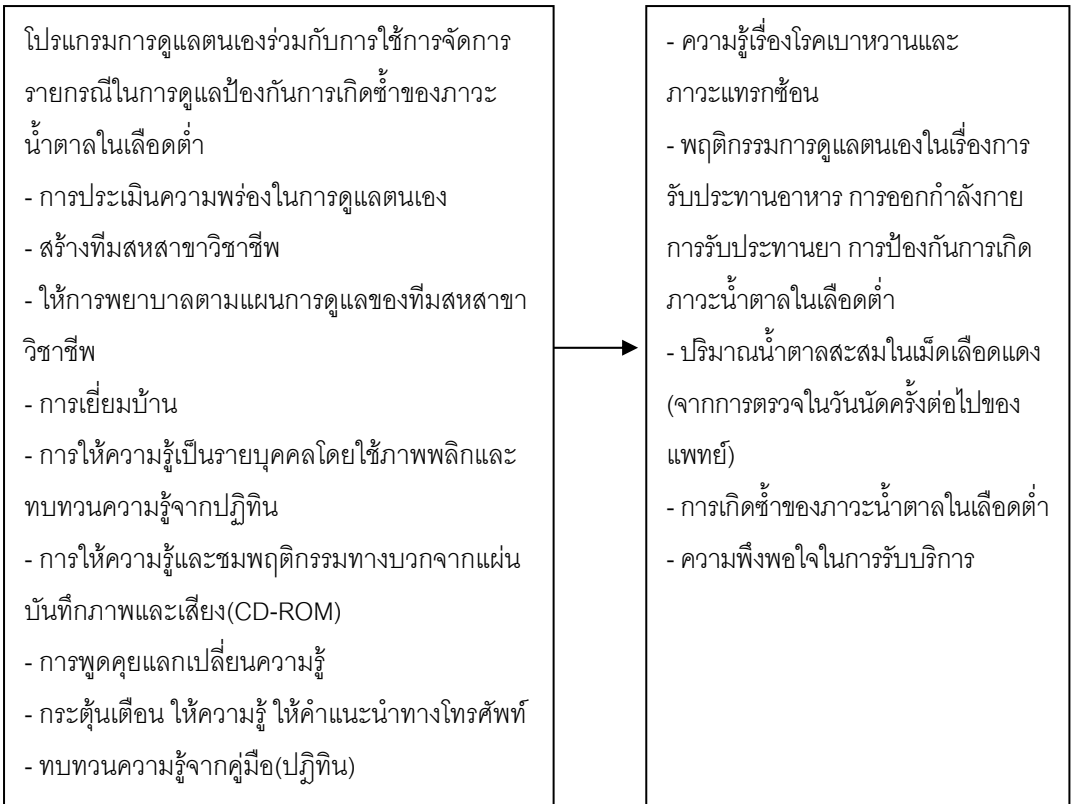 โปรแกรมการดูแลตนเองร่วมกับการใช้การจัดการ
รายกรณีในการดูแลป้องกันการเกิดซ้ำของภาวะ
น้ำตาลในเลือดต่ำ
- การประเมินความพร่องในการดูแลตนเอง
- สร้างทีมสหสาขาวิชาชีพ
- ให้การพยาบาลตามแผนการดูแลของทีมสหสาขา
วิชาชีพ
- การเยี่ยมบ้าน
- การให้ความรู้เป็นรายบุคคลโดยใช้ภาพพลิกและ
ทบทวนความรู้จากปฏิทิน
- การให้ความรู้และชมพฤติกรรมทางบวกจากแผ่น
บันทึกภาพและเสียง(CD-ROM)
- การพูดคุยแลกเปลี่ยนความรู้
- กระตุ้นเตือน ให้ความรู้ ให้คำแนะนำทางโทรศัพท์
- ทบทวนความรู้จากคู่มือ(ปฎิทิน)
- ความรู้เรื่องโรคเบาหวานและ
ภาวะแทรกซ้อน
- พฤติกรรมการดูแลตนเองในเรื่องการ
รับประทานอาหาร การออกกำลังกาย
การรับประทานยา การป้องกันการเกิด
ภาวะน้ำตาลในเลือดต่ำ
- ปริมาณน้ำตาลสะสมในเม็ดเลือดแดง
(จากการตรวจในวันนัดครั้งต่อไปของ
แพทย์)
- การเกิดซ้ำของภาวะน้ำตาลในเลือดต่ำ
- ความพึงพอใจในการรับบริการ